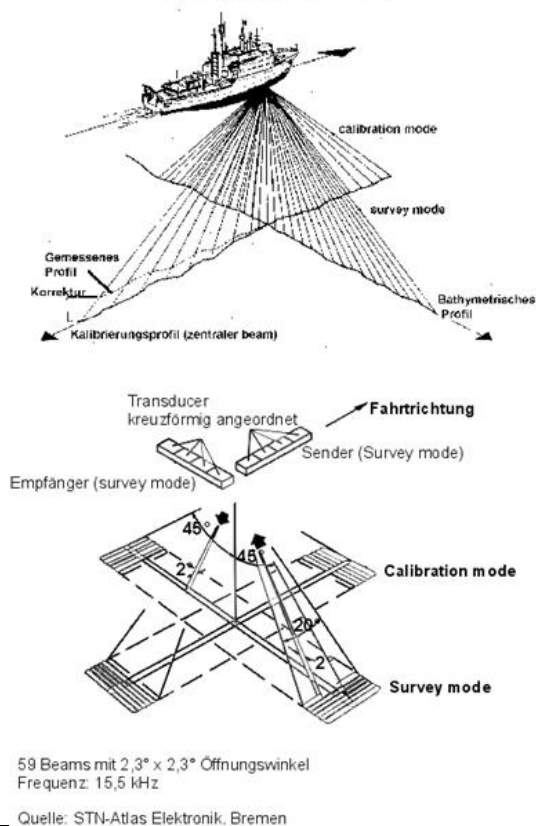 calibration mode
survey mode
Gemessenes
Profil
Korrektur
L
Kalibrierungsprofil (zentraler beam)
Bathymetrisches
Profil
Transducer
kreuzförmig angeordnet
Fahrtrichtung
Sender (Survey mode)
Empfänger (survey mode)
45°
45°
2°
Calibration mode
20°
2
Survey mode
59 Beams mit 2,3° x 2,3° Öffnungswinkel
Frequenz: 15,5 kHz
Quelle: STN-Atlas Elektronik, Bremen